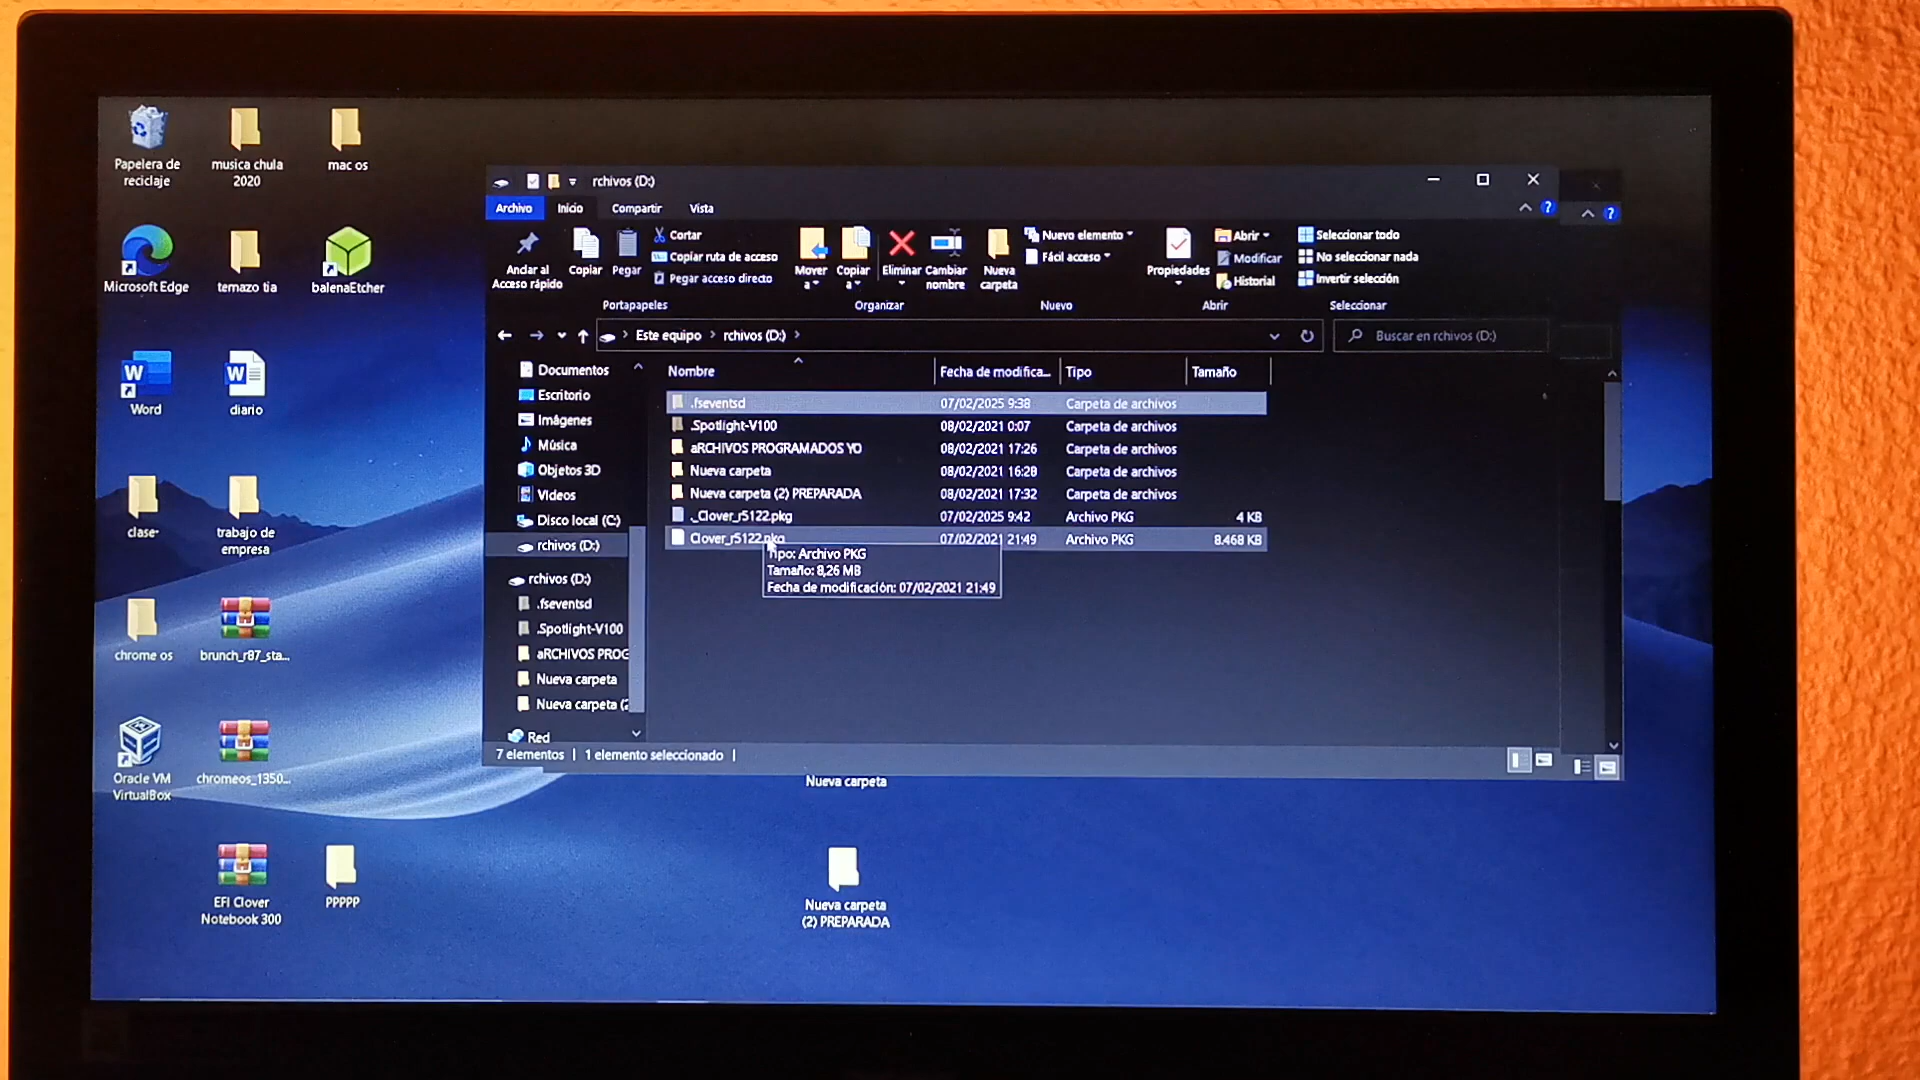 Papelera de
reciclaje
musica chula
2020
mac os
Microsoft Edge
temazo tia
balenaEtcher
Word
diario
clase-
trabajo de
empresa
chrome os
brunch_r87_sta...
Oracle VM
VirtualBox
chromeos_1350...
EFI Clover
Notebook 300
PPPPP
Nueva carpeta
Nueva carpeta
(2) PREPARADA
rchivos (D:)
Archivo
Inicio
Compartir
Vista
Andar al
Acceso rápido
Copiar
Pegar
Cortar
Copiar ruta de acceso
Pegar acceso directo
Portapapeles
Mover
a
Copiar
a
Eliminar
Cambiar
nombre
Organizar
Nueva
carpeta
Nuevo elemento
Fácil acceso
Nuevo
Propiedades
Abrir
Modificar
Historial
Abrir
Seleccionar todo
No seleccionar nada
Invertir selección
Seleccionar
Este equipo > rchivos (D:) >
Buscar en rchivos (D:)
Documentos
Escritorio
Imágenes
Música
Objetos 3D
Videos
Disco local (C:)
rchivos (D:)
rchivos (D:)
.fseventsd
.Spotlight-V100
aRCHIVOS PROG
Nueva carpeta
Nueva carpeta (2
Red
Nombre Fecha de modifica... Tipo Tamaño
.fseventsd 07/02/2025 9:38 Carpeta de archivos
.Spotlight-V100 08/02/2021 0:07 Carpeta de archivos
aRCHIVOS PROGRAMADOS YO 08/02/2021 17:26 Carpeta de archivos
Nueva carpeta 08/02/2021 16:28 Carpeta de archivos
Nueva carpeta (2) PREPARADA 08/02/2021 17:32 Carpeta de archivos
._Clover_r5122.pkg 07/02/2025 9:42 Archivo PKG 4 KB
Clover_r5122.pkg 07/02/2021 21:49 Archivo PKG 8.468 KB
Tipo: Archivo PKG
Tamaño: 8,26 MB
Fecha de modificación: 07/02/2021 21:49
7 elementos | 1 elemento seleccionado |